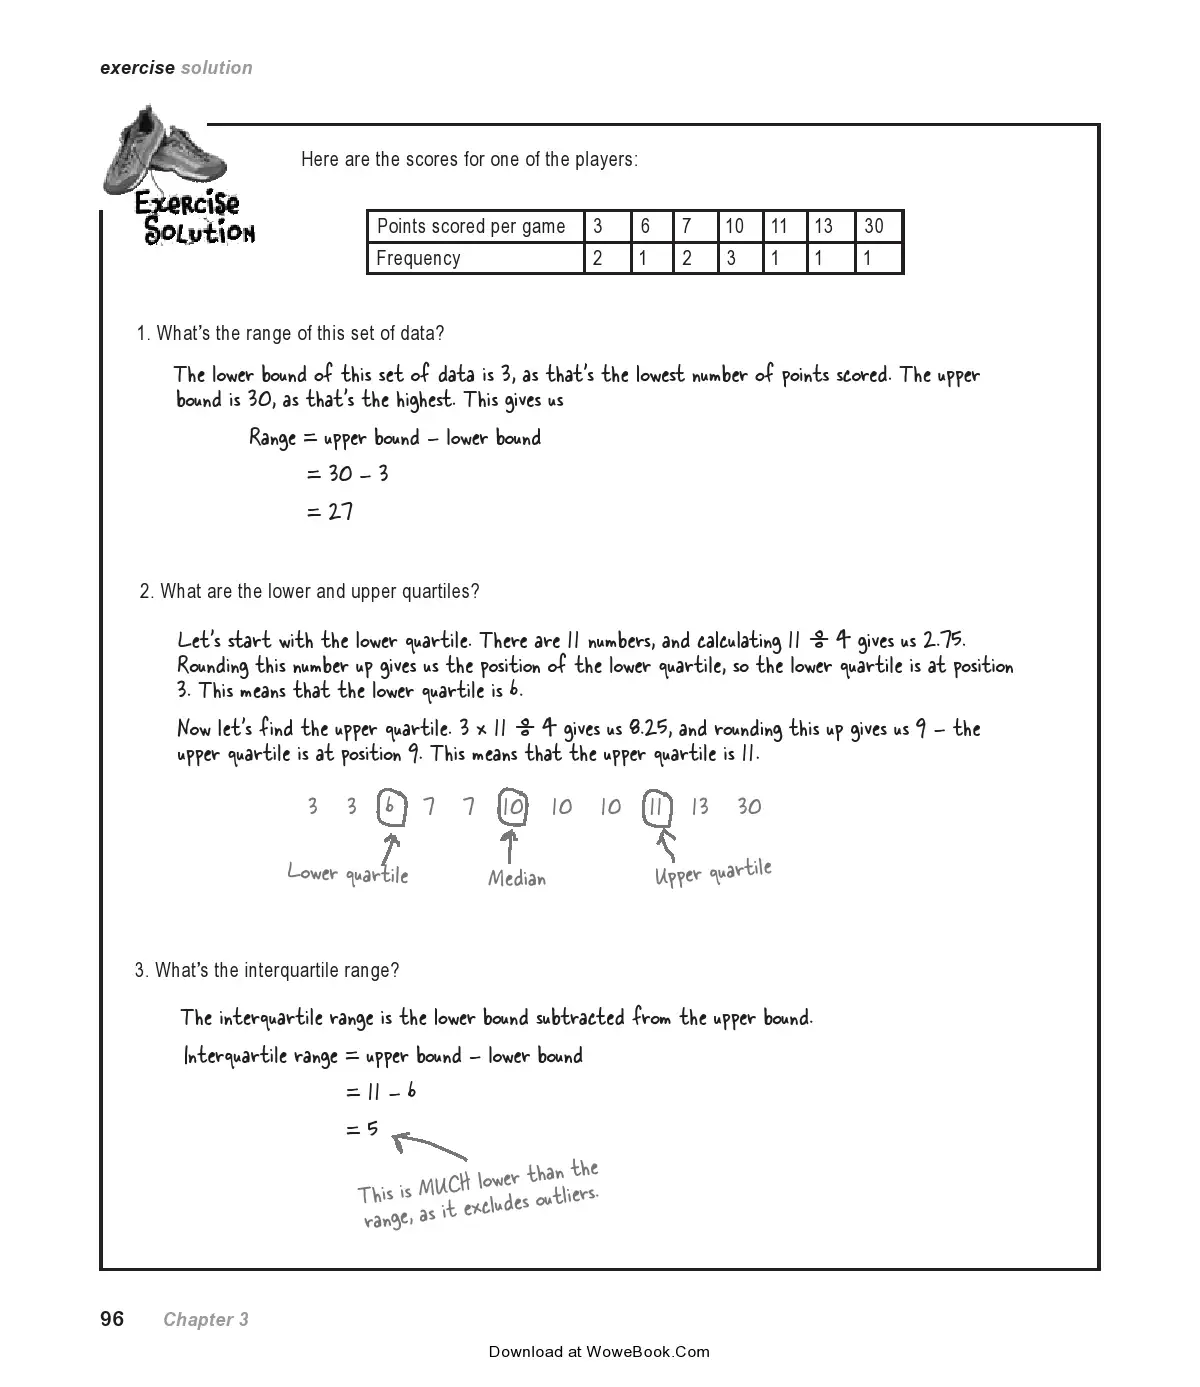 exercise solution
Exercise
Solution
Here are the scores for one of the players:
Points scored per game 3 6 7 10 11 13 30
Frequency 2 1 2 3 1 1 1
1. What's the range of this set of data?
The lower bound of this set of data is 3, as that's the lowest number of points scored. The upper
bound is 30, as that's the highest. This gives us
Range = upper bound – lower bound
= 30 – 3
= 27
2. What are the lower and upper quartiles?
Let's start with the lower quartile. There are 11 numbers, and calculating 11 ÷ 4 gives us 2.75.
Rounding this number up gives us the position of the lower quartile, so the lower quartile is at position
3. This means that the lower quartile is 6.
Now let's find the upper quartile. 3 x 11 ÷ 4 gives us 8.25, and rounding this up gives us 9 – the
upper quartile is at position 9. This means that the upper quartile is 11.
3 3 6 7 7 10 10 10 11 13 30
Lower quartile Median Upper quartile
3. What's the interquartile range?
The interquartile range is the lower bound subtracted from the upper bound.
Interquartile range = upper bound – lower bound
= 11 – 6
= 5
This is MUCH lower than the
range, as it excludes outliers.
96 Chapter 3
Download at WoweBook.Com